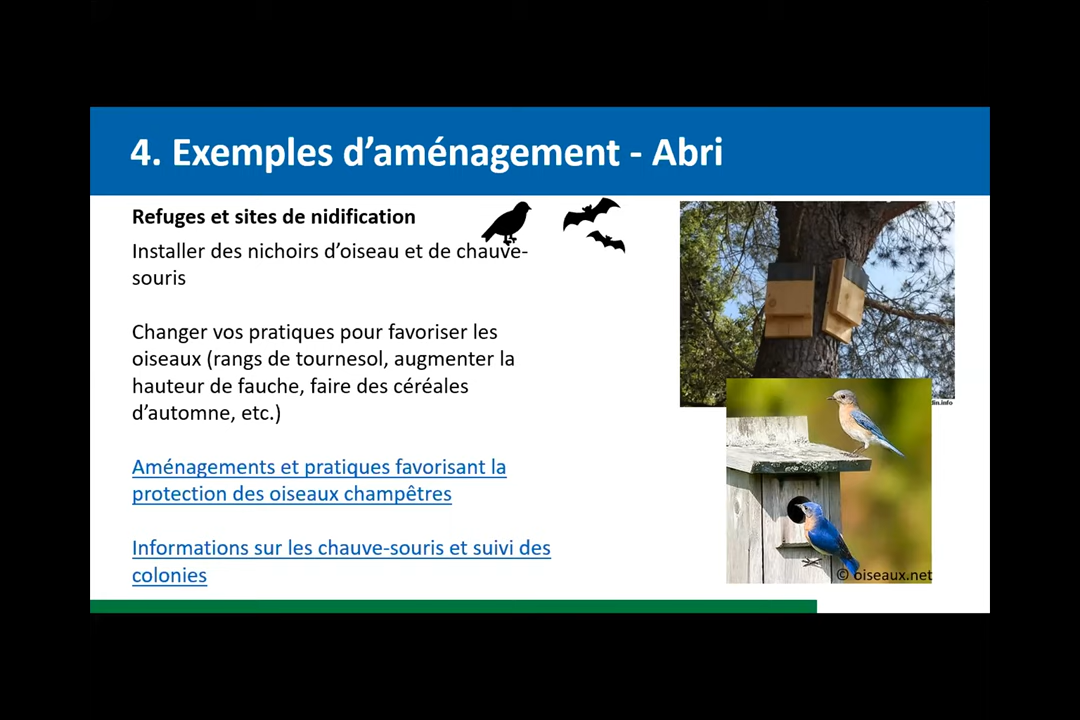 4. Exemples d’aménagement - Abri
Refuges et sites de nidification
Installer des nichoirs d’oiseau et de chauve-
souris
Changer vos pratiques pour favoriser les
oiseaux (rangs de tournesol, augmenter la
hauteur de fauche, faire des céréales
d’automne, etc.)
Aménagements et pratiques favorisant la
protection des oiseaux champêtres
Informations sur les chauve-souris et suivi des
colonies
© oiseaux.net